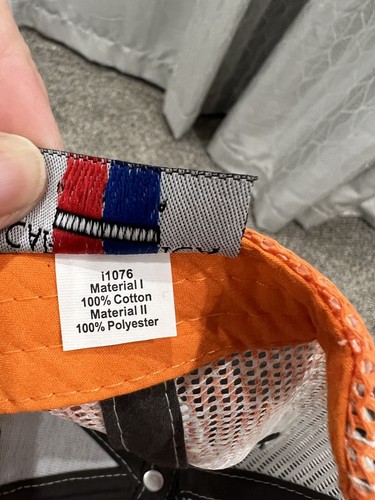 i1076
Material I
100% Cotton
Material II
100% Polyester